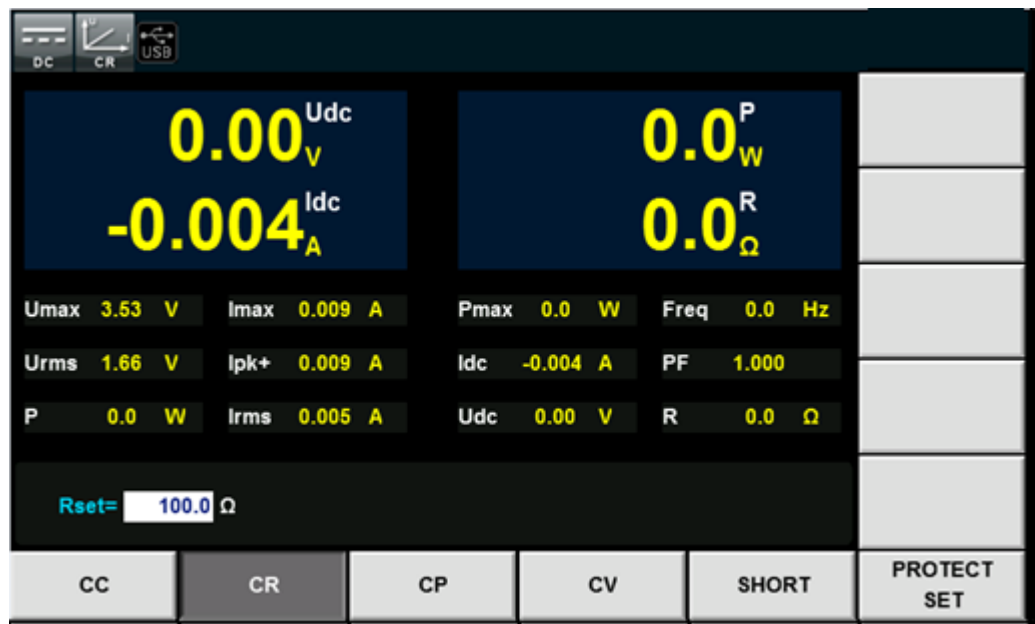 DC CR USB
0.00 Udc V
0.0 P W
-0.004 Idc A
0.0 R Ω
Umax 3.53 V Imax 0.009 A Pmax 0.0 W Freq 0.0 Hz
Urms 1.66 V Ipk+ 0.009 A Idc -0.004 A PF 1.000
P 0.0 W Irms 0.005 A Udc 0.00 V R 0.0 Ω
Rset= 100.0 Ω
CC CR CP CV SHORT PROTECT
SET